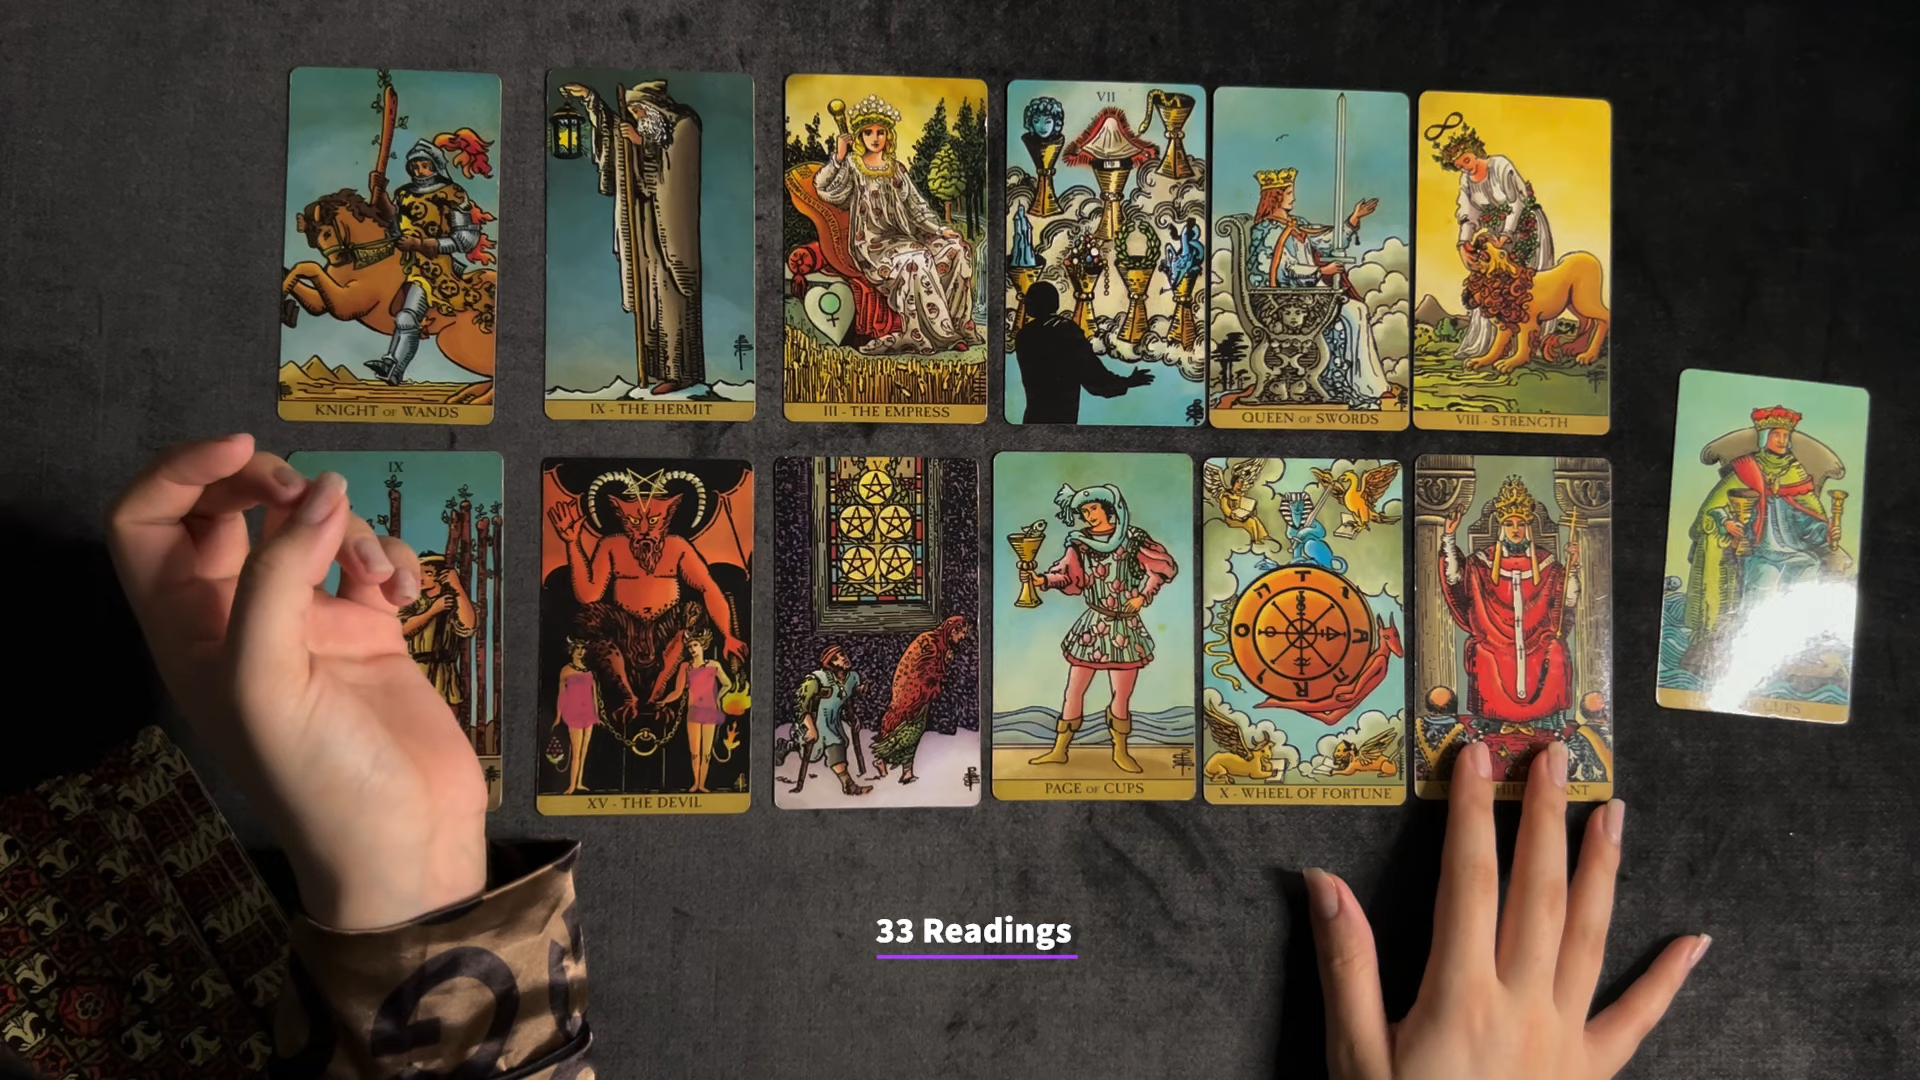 KNIGHT OF WANDS
IX - THE HERMIT
III - THE EMPRESS
VII
QUEEN OF SWORDS
VIII - STRENGTH
IX
XV - THE DEVIL
V
PAGE OF CUPS
X - WHEEL OF FORTUNE
CUPS
33 Readings